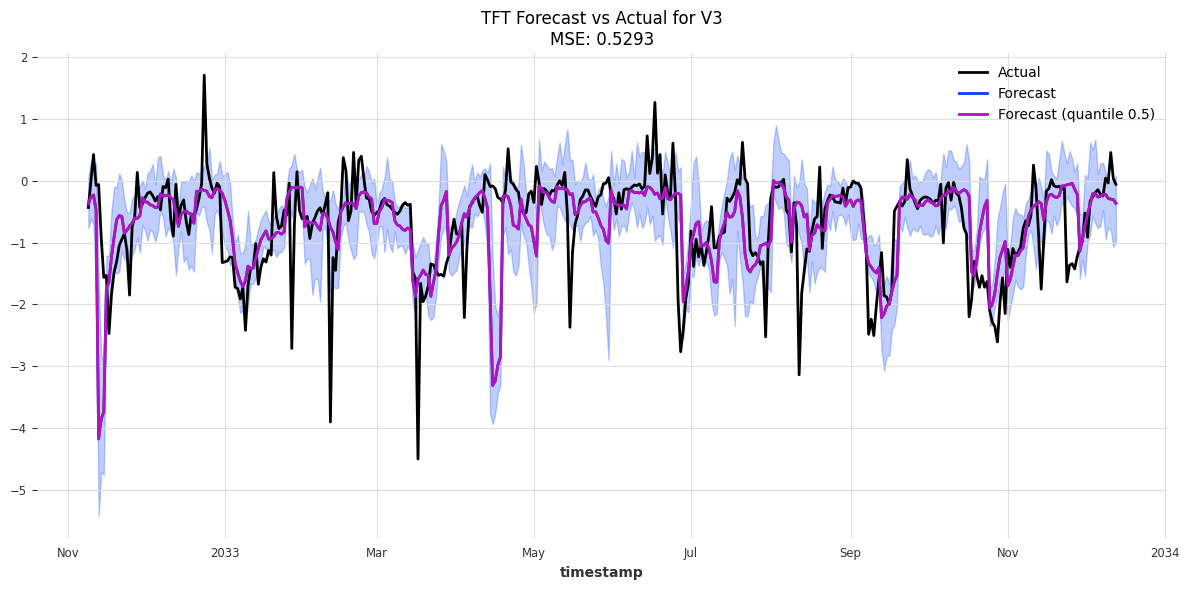 TFT Forecast vs Actual for V3
MSE: 0.5293
Actual
Forecast
Forecast (quantile 0.5)
2
1
0
−1
−2
−3
−4
−5
Nov
2033
Mar
May
Jul
Sep
Nov
2034
timestamp